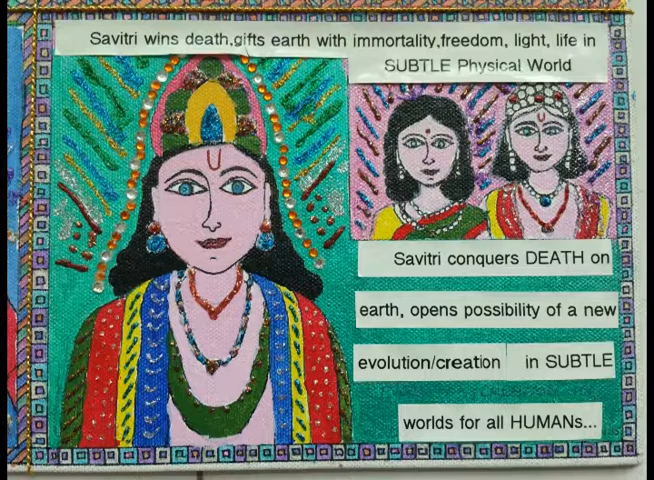 Savitri wins death,gifts earth with immortality,freedom, light, life in
SUBTLE Physical World
Savitri conquers DEATH on
earth, opens possibility of a new
evolution/creation in SUBTLE
worlds for all HUMANs...